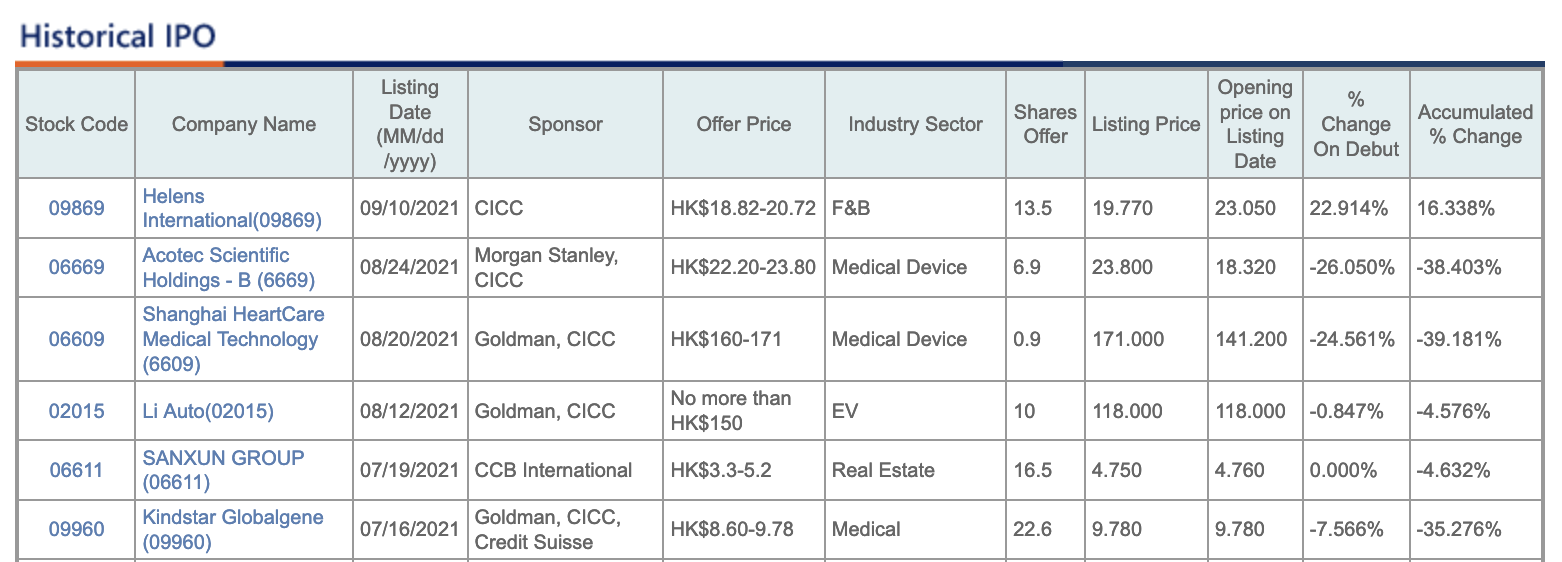 Historical IPO
Stock Code
Company Name
Listing
Date
(MM/dd
/yyyy)
Sponsor
Offer Price
Industry Sector
Shares
Offer
Listing Price
Opening
price on
Listing
Date
%
Change
On Debut
Accumulated
% Change
09869
Helens
International(09869)
09/10/2021
CICC
HK$18.82-20.72
F&B
13.5
19.770
23.050
22.914%
16.338%
06669
Acotec Scientific
Holdings - B (6669)
08/24/2021
Morgan Stanley,
CICC
HK$22.20-23.80
Medical Device
6.9
23.800
18.320
-26.050%
-38.403%
06609
Shanghai HeartCare
Medical Technology
(6609)
08/20/2021
Goldman, CICC
HK$160-171
Medical Device
0.9
171.000
141.200
-24.561%
-39.181%
02015
Li Auto(02015)
08/12/2021
Goldman, CICC
No more than
HK$150
EV
10
118.000
118.000
-0.847%
-4.576%
06611
SANXUN GROUP
(06611)
07/19/2021
CCB International
HK$3.3-5.2
Real Estate
16.5
4.750
4.760
0.000%
-4.632%
09960
Kindstar Globalgene
(09960)
07/16/2021
Goldman, CICC,
Credit Suisse
HK$8.60-9.78
Medical
22.6
9.780
9.780
-7.566%
-35.276%